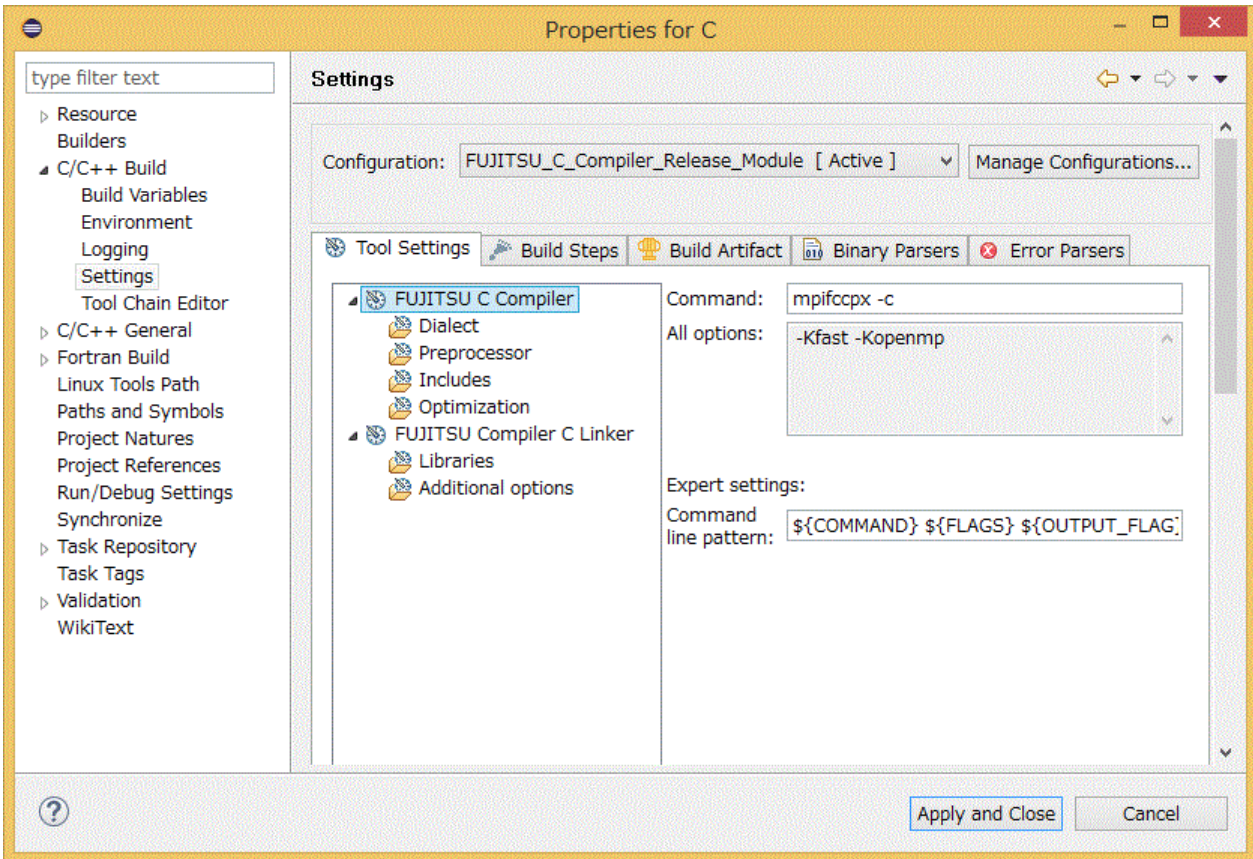 Properties for C
type filter text
Resource
Builders
C/C++ Build
Build Variables
Environment
Logging
Settings
Tool Chain Editor
C/C++ General
Fortran Build
Linux Tools Path
Paths and Symbols
Project Natures
Project References
Run/Debug Settings
Synchronize
Task Repository
Task Tags
Validation
WikiText
Settings
Configuration: FUJITSU_C_Compiler_Release_Module [ Active ] Manage Configurations...
Tool Settings Build Steps Build Artifact Binary Parsers Error Parsers
FUJITSU C Compiler
Dialect
Preprocessor
Includes
Optimization
FUJITSU Compiler C Linker
Libraries
Additional options
Command: mpifccpx -c
All options: -Kfast -Kopenmp
Expert settings:
Command
line pattern: ${COMMAND} ${FLAGS} ${OUTPUT_FLAG
Apply and Close Cancel